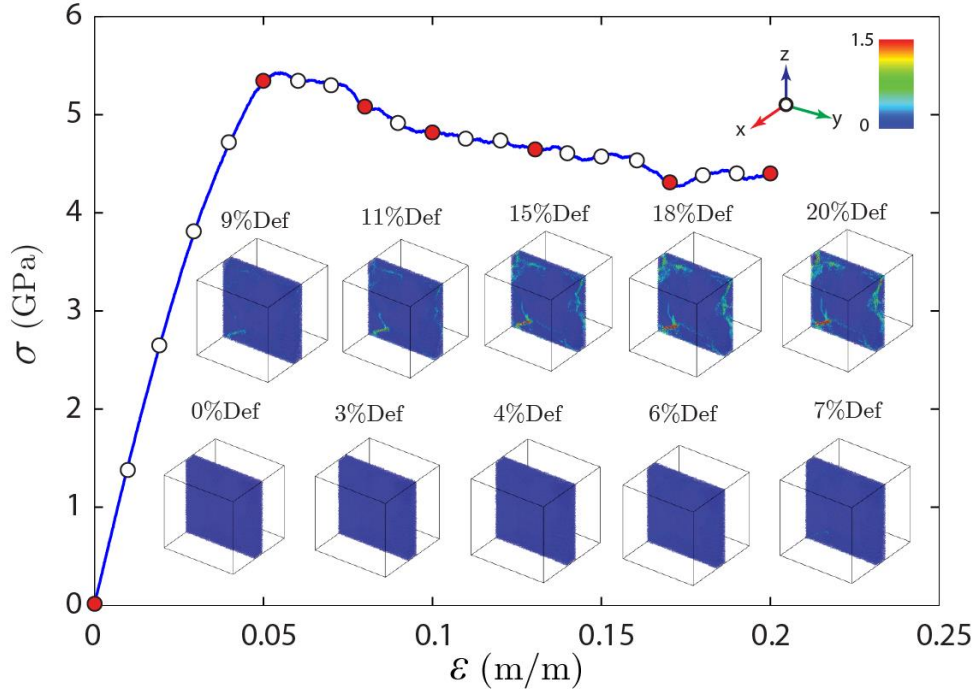 6
1.5
z
5
x
y
0
4
9%Def 11%Def 15%Def 18%Def 20%Def
σ (GPa)
3
2
0%Def 3%Def 4%Def 6%Def 7%Def
1
0
0 0.05 0.1 0.15 0.2 0.25
ε (m/m)